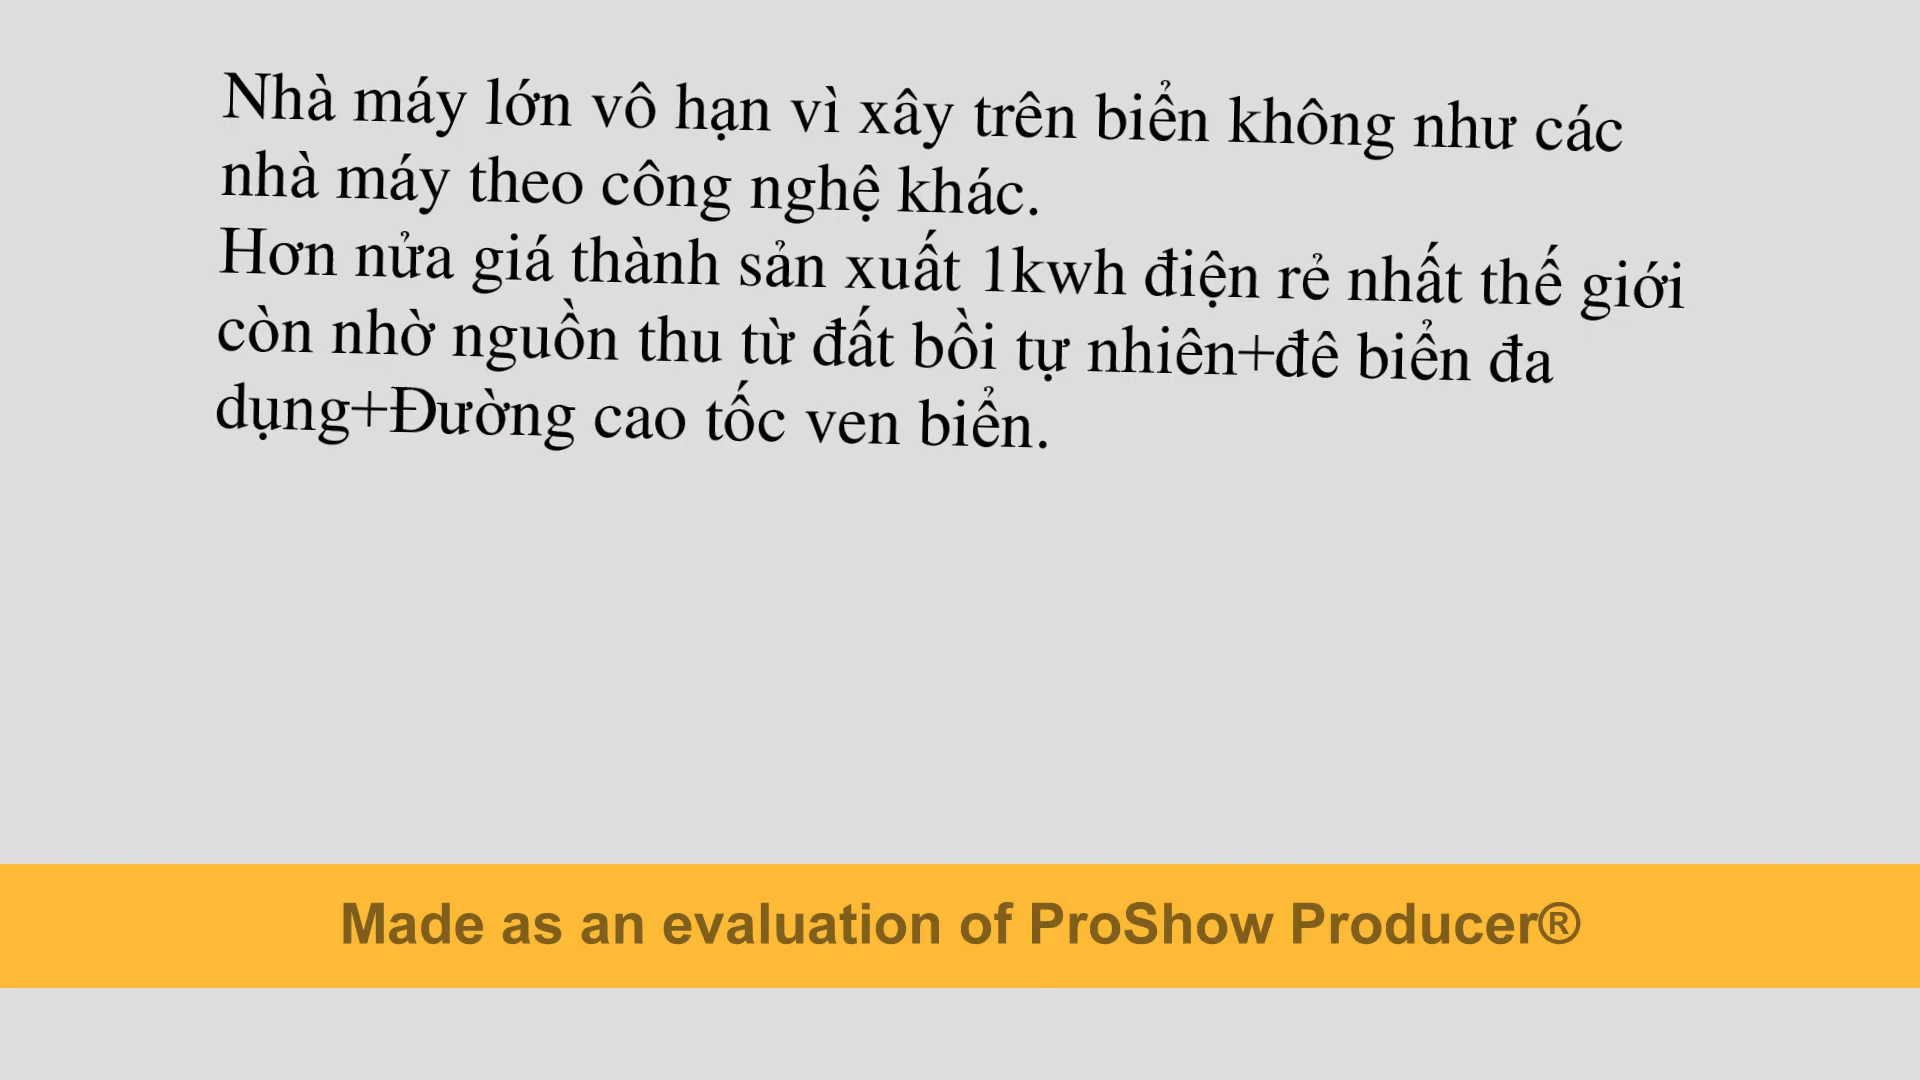 Nhà máy lớn vô hạn vì xây trên biển không như các
nhà máy theo công nghệ khác.
Hơn nửa giá thành sản xuất 1kwh điện rẻ nhất thế giới
còn nhờ nguồn thu từ đất bồi tự nhiên+đê biển đa
dụng+Đường cao tốc ven biển.
Made as an evaluation of ProShow Producer®